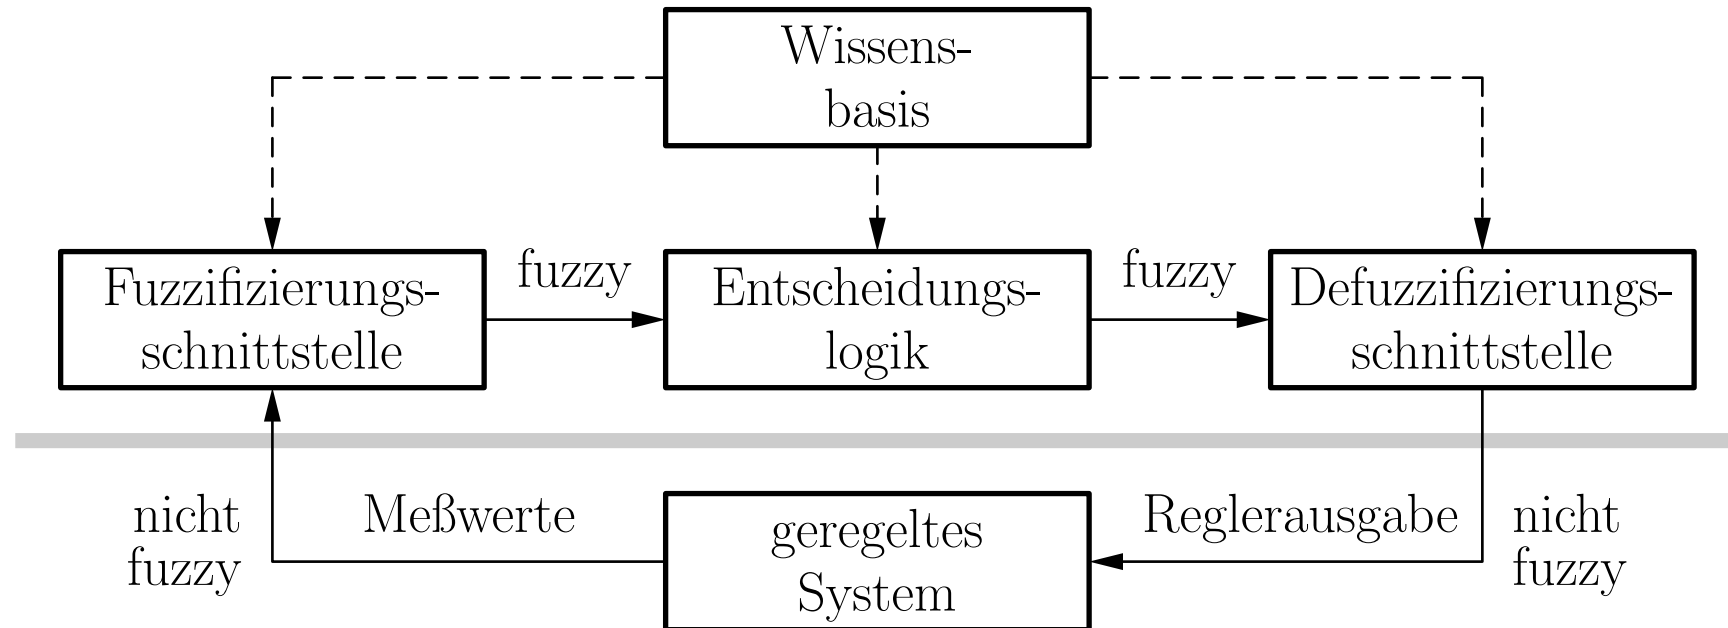 Wissens-
basis
Fuzzifizierungs-
schnittstelle
fuzzy
Entscheidungs-
logik
fuzzy
Defuzzifizierungs-
schnittstelle
nicht
fuzzy
Meßwerte
geregeltes
System
Reglerausgabe
nicht
fuzzy